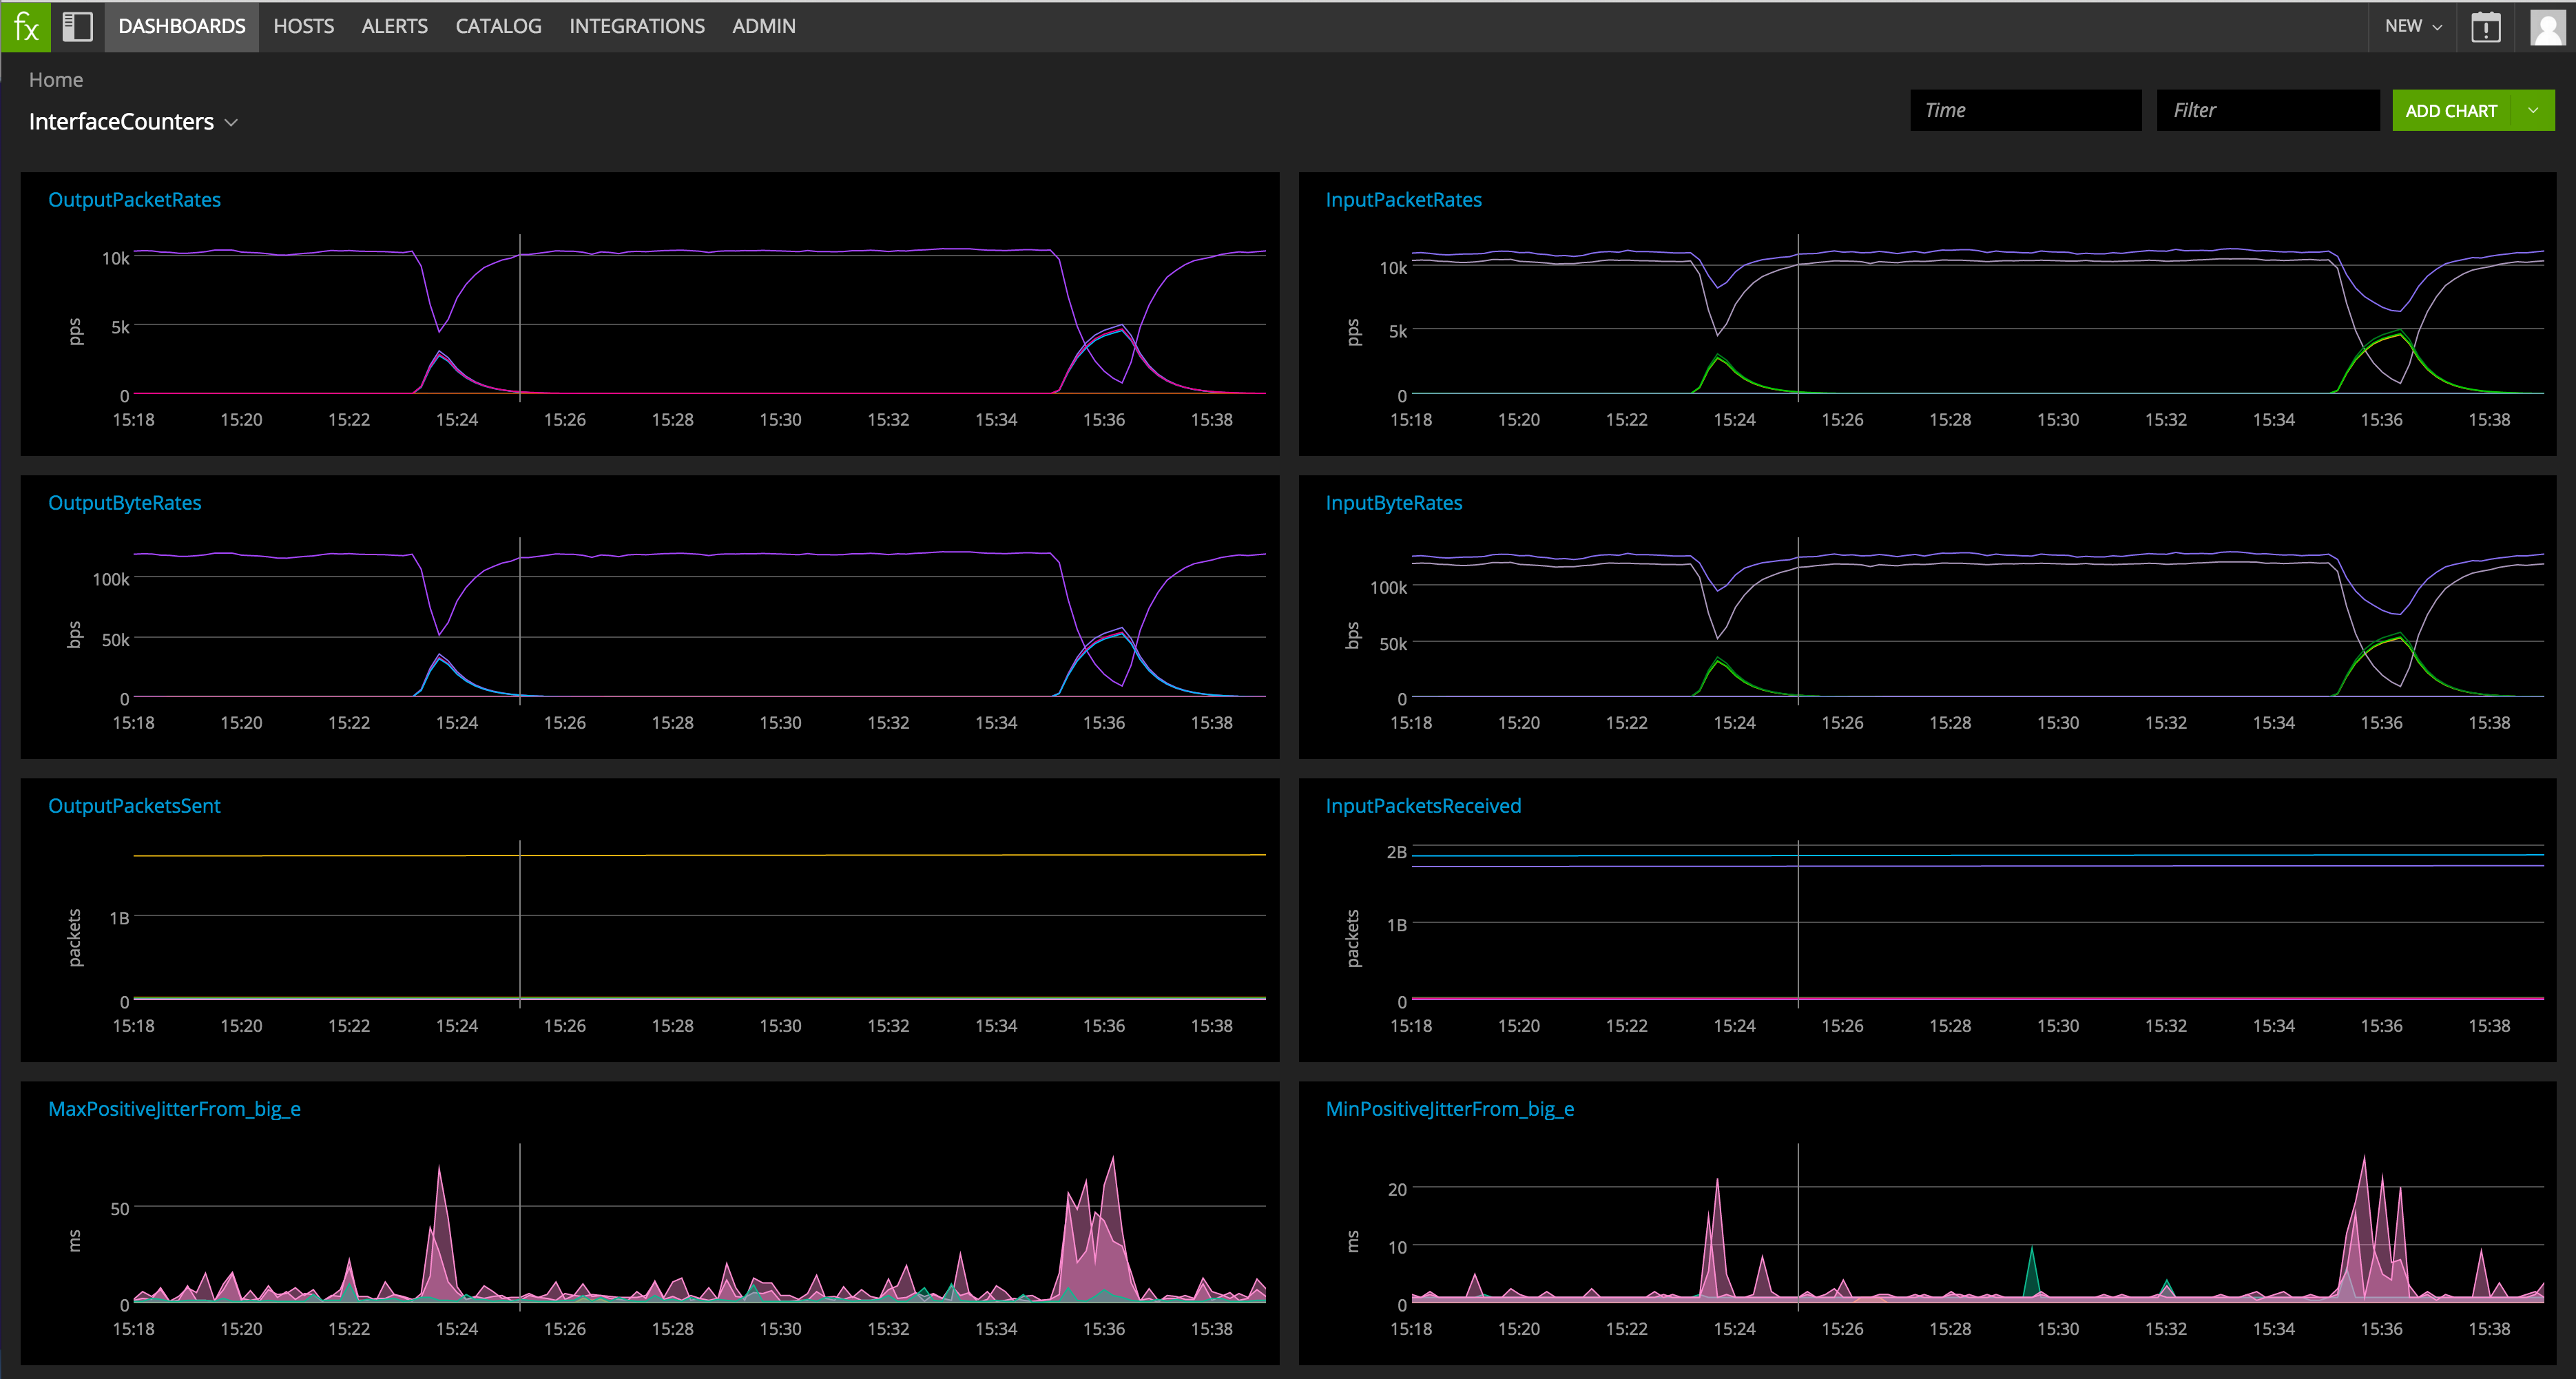 fx DASHBOARDS HOSTS ALERTS CATALOG INTEGRATIONS ADMIN NEW
Home
InterfaceCounters
Time Filter ADD CHART
OutputPacketRates
pps
10k
5k
0
15:18 15:20 15:22 15:24 15:26 15:28 15:30 15:32 15:34 15:36 15:38
InputPacketRates
pps
10k
5k
0
15:18 15:20 15:22 15:24 15:26 15:28 15:30 15:32 15:34 15:36 15:38
OutputByteRates
bps
100k
50k
0
15:18 15:20 15:22 15:24 15:26 15:28 15:30 15:32 15:34 15:36 15:38
InputByteRates
bps
100k
50k
0
15:18 15:20 15:22 15:24 15:26 15:28 15:30 15:32 15:34 15:36 15:38
OutputPacketsSent
packets
1B
0
15:18 15:20 15:22 15:24 15:26 15:28 15:30 15:32 15:34 15:36 15:38
InputPacketsReceived
packets
2B
1B
0
15:18 15:20 15:22 15:24 15:26 15:28 15:30 15:32 15:34 15:36 15:38
MaxPositiveJitterFrom_big_e
ms
50
0
15:18 15:20 15:22 15:24 15:26 15:28 15:30 15:32 15:34 15:36 15:38
MinPositiveJitterFrom_big_e
ms
20
10
0
15:18 15:20 15:22 15:24 15:26 15:28 15:30 15:32 15:34 15:36 15:38